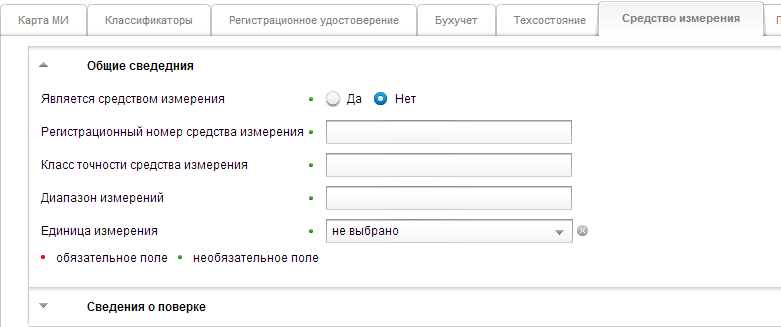 Карта МИ Классификаторы Регистрационное удостоверение Бухучет Техсостояние Средство измерения
Общие сведедния
Является средством измерения Да Нет
Регистрационный номер средства измерения
Класс точности средства измерения
Диапазон измерений
Единица измерения не выбрано
обязательное поле необязательное поле
Сведения о поверке